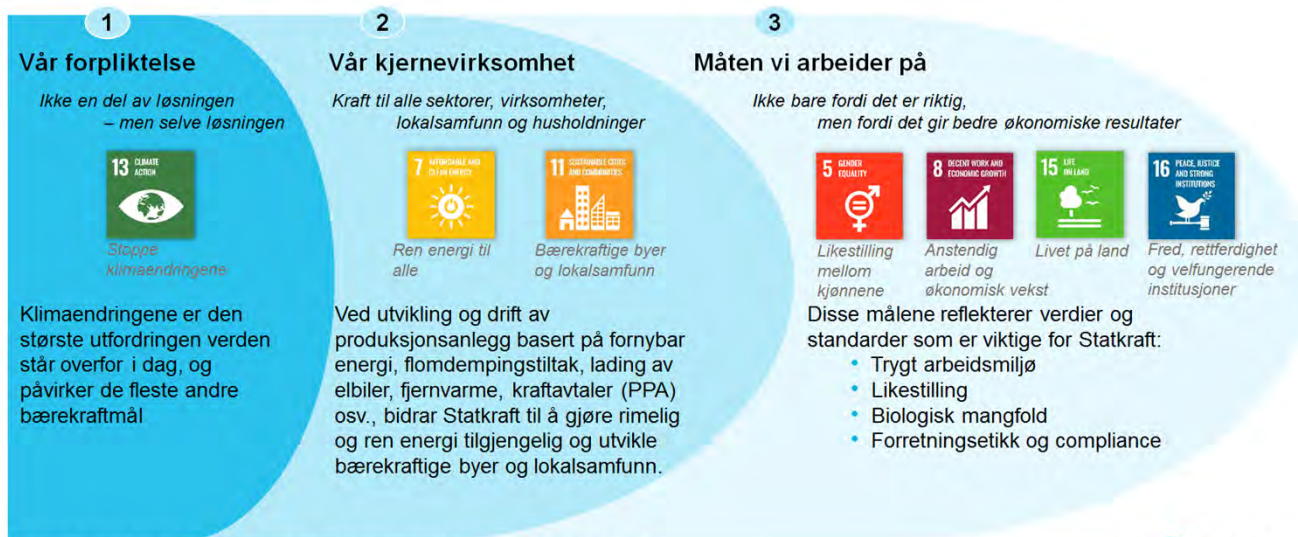 1
Vår forpliktelse
Ikke en del av løsningen
– men selve løsningen
13 CLIMATE
ACTION
Stoppe
klimaendringene
Klimaendringene er den
største utfordringen verden
står overfor i dag, og
påvirker de fleste andre
bærekraftmål
2
Vår kjernevirksomhet
Kraft til alle sektorer, virksomheter,
lokalsamfunn og husholdninger
7 AFFORDABLE AND
CLEAN ENERGY
Ren energi til
alle
11 SUSTAINABLE CITIES
AND COMMUNITIES
Bærekraftige byer
og lokalsamfunn
Ved utvikling og drift av
produksjonsanlegg basert på fornybar
energi, flomdempingstiltak, lading av
elbiler, fjernvarme, kraftavtaler (PPA)
osv., bidrar Statkraft til å gjøre rimelig
og ren energi tilgjengelig og utvikle
bærekraftige byer og lokalsamfunn.
3
Måten vi arbeider på
Ikke bare fordi det er riktig,
men fordi det gir bedre økonomiske resultater
5 GENDER
EQUALITY
Likestilling
mellom
kjønnene
8 DECENT WORK AND
ECONOMIC GROWTH
Anstendig
arbeid og
økonomisk vekst
15 LIFE
ON LAND
Livet på land
16 PEACE, JUSTICE
AND STRONG
INSTITUTIONS
Fred, rettferdighet
og velfungerende
institusjoner
Disse målene reflekterer verdier og
standarder som er viktige for Statkraft:
• Trygt arbeidsmiljø
• Likestilling
• Biologisk mangfold
• Forretningsetikk og compliance